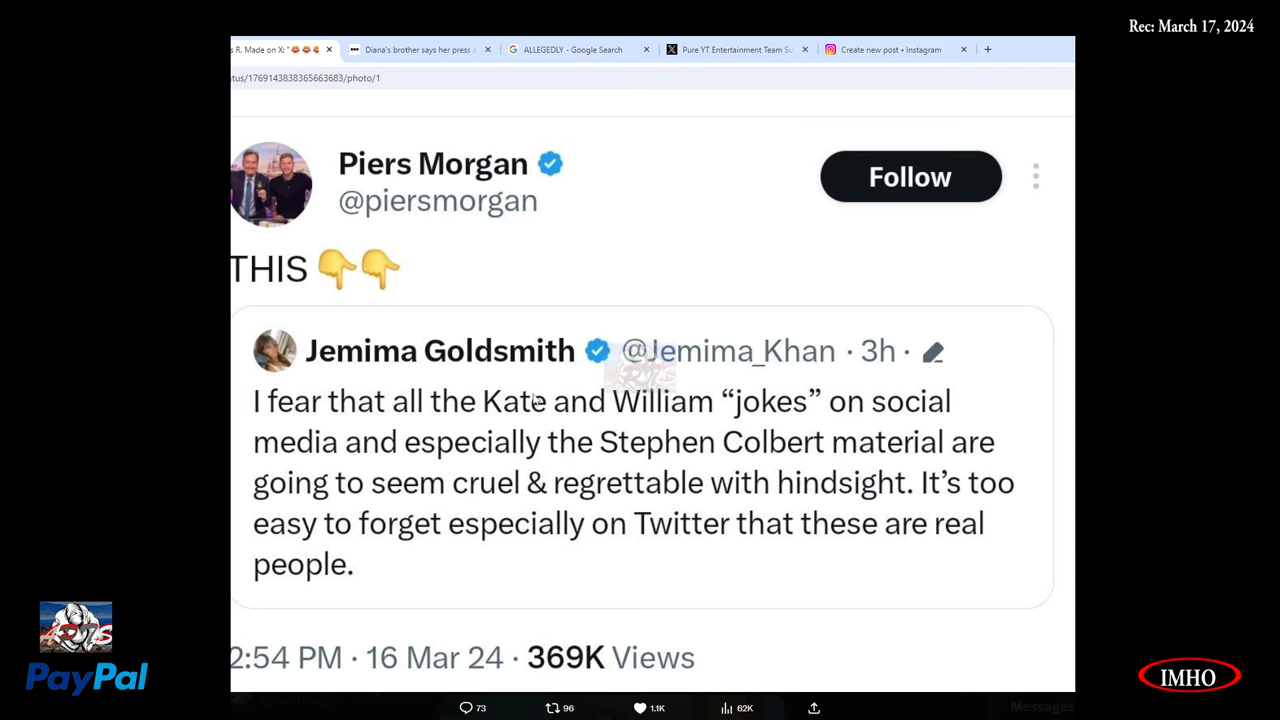 Rec: March 17, 2024
s R. Made on X: "
Diana's brother says her press
ALLEGEDLY - Google Search
Pure YT Entertainment Team Su
Create new post • Instagram
tus/1769143838365663683/photo/1
Piers Morgan
@piersmorgan
Follow
THIS 👇👇
Jemima Goldsmith @Jemima_Khan · 3h ·
I fear that all the Kate and William “jokes” on social
media and especially the Stephen Colbert material are
going to seem cruel & regrettable with hindsight. It’s too
easy to forget especially on Twitter that these are real
people.
2:54 PM · 16 Mar 24 · 369K Views
73 96 1.1K 62K
Messages
PayPal
IMHO